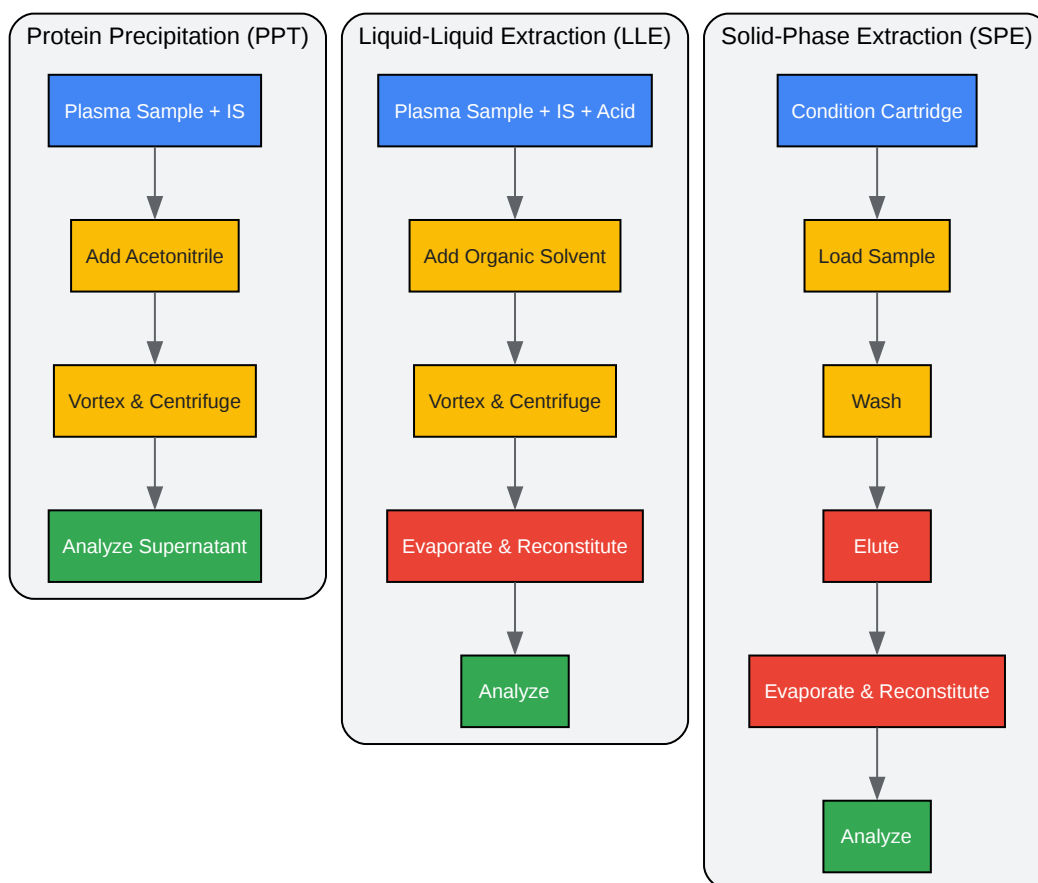 Protein Precipitation (PPT)
Plasma Sample + IS
Add Acetonitrile
Vortex & Centrifuge
Analyze Supernatant
Liquid-Liquid Extraction (LLE)
Plasma Sample + IS + Acid
Add Organic Solvent
Vortex & Centrifuge
Evaporate & Reconstitute
Analyze
Solid-Phase Extraction (SPE)
Condition Cartridge
Load Sample
Wash
Elute
Evaporate & Reconstitute
Analyze